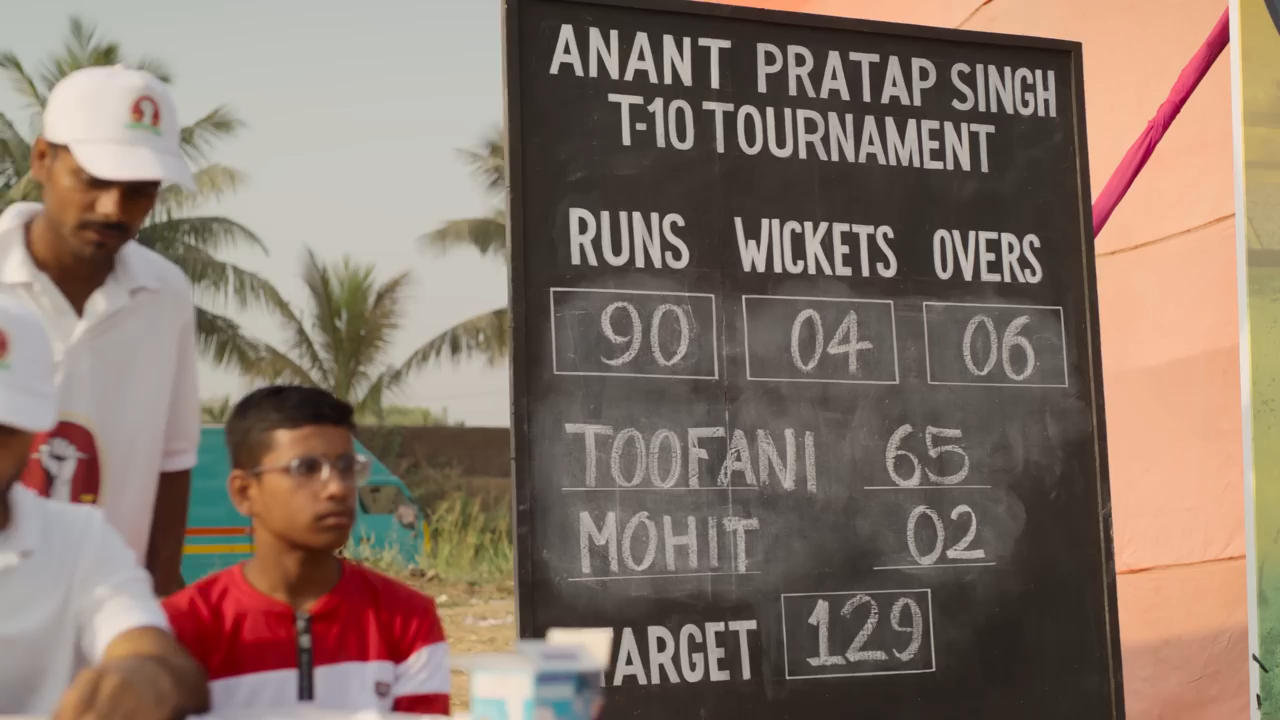 ANANT PRATAP SINGH
T-10 TOURNAMENT
RUNS WICKETS OVERS
90 04 06
TOOFANI 65
MOHIT 02
TARGET 129